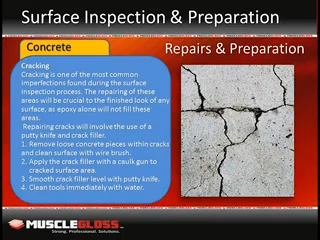 Surface Inspection & Preparation
Concrete
Repairs & Preparation
Cracking
Cracking is one of the most common
imperfections found during the surface
inspection process. The repairing of these
areas will be crucial to the finished look of any
surface, as epoxy alone will not fill these
areas.
Repairing cracks will involve the use of a
putty knife and crack filler.
1. Remove loose concrete pieces within cracks
and clean surface with wire brush.
2. Apply the crack filler with a caulk gun to
cracked surface area.
3. Smooth crack filler level with putty knife.
4. Clean tools immediately with water.
MUSCLEGLOSS
Strong. Professional. Solutions.